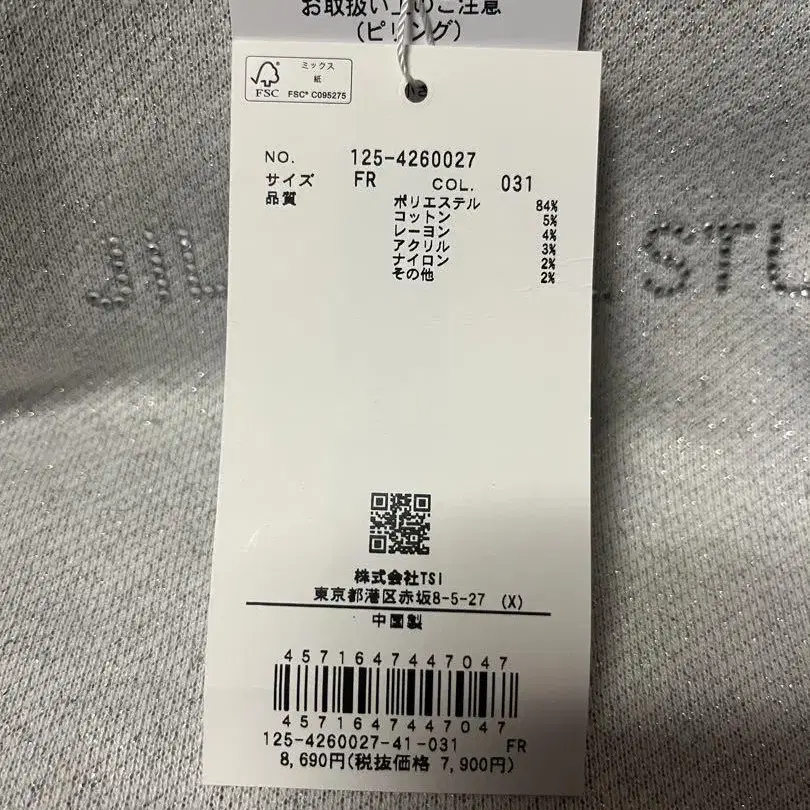 お取扱い上のご注意
(ピリング)
ミックス
紙
FSC
FSC® C095275
小さ
NO. 125-4260027
サイズ FR COL. 031
品質
ポリエステル 84%
コットン 5%
レーヨン 4%
アクリル 3%
ナイロン 2%
その他 2%
JIL STU
株式会社TSI
東京都港区赤坂8-5-27 (X)
中国製
4571647447047
4571647447047
125-4260027-41-031 FR
8,690円(税抜価格 7,900円)